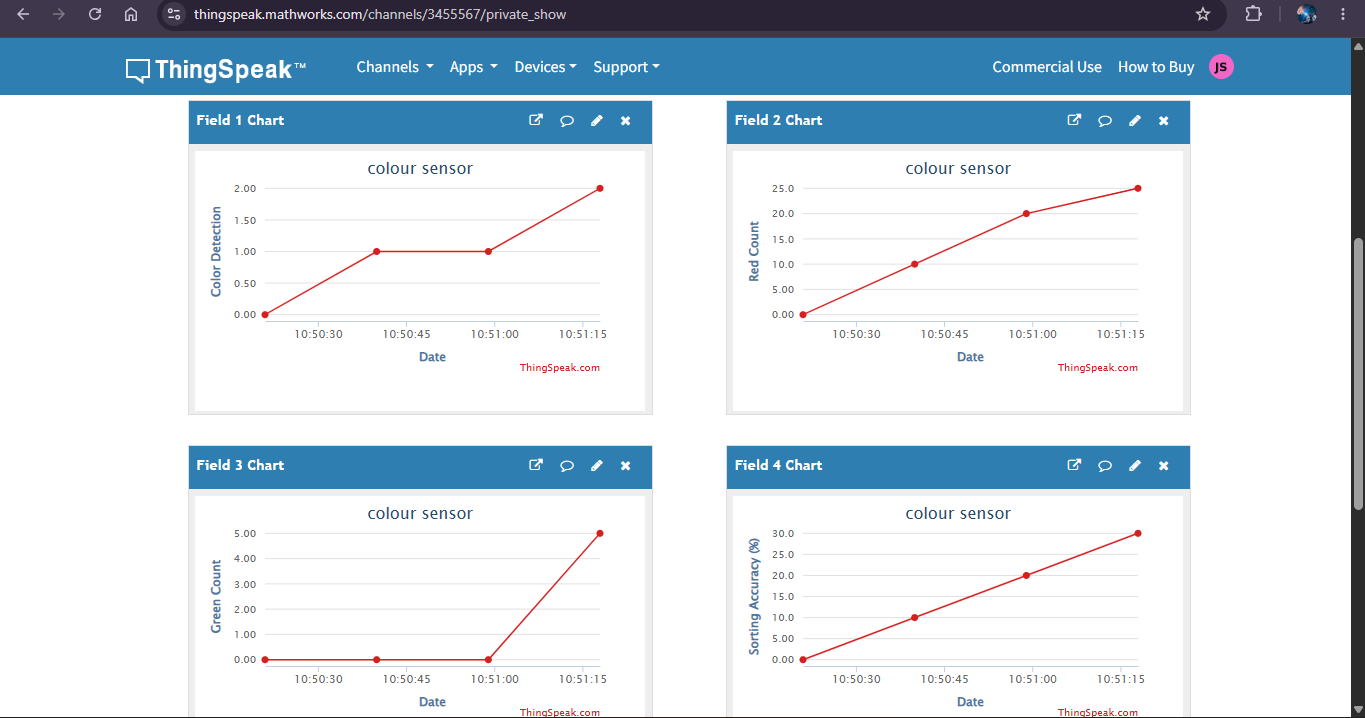 thingspeak.mathworks.com/channels/3455567/private_show
ThingSpeak™ Channels Apps Devices Support Commercial Use How to Buy JS
Field 1 Chart
colour sensor
Color Detection
2.00
1.50
1.00
0.50
0.00
10:50:30 10:50:45 10:51:00 10:51:15
Date
ThingSpeak.com
Field 2 Chart
colour sensor
Red Count
25.0
20.0
15.0
10.0
5.00
0.00
10:50:30 10:50:45 10:51:00 10:51:15
Date
ThingSpeak.com
Field 3 Chart
colour sensor
Green Count
5.00
4.00
3.00
2.00
1.00
0.00
10:50:30 10:50:45 10:51:00 10:51:15
Date
ThingSpeak.com
Field 4 Chart
colour sensor
Sorting Accuracy (%)
30.0
25.0
20.0
15.0
10.0
5.00
0.00
10:50:30 10:50:45 10:51:00 10:51:15
Date
ThingSpeak.com